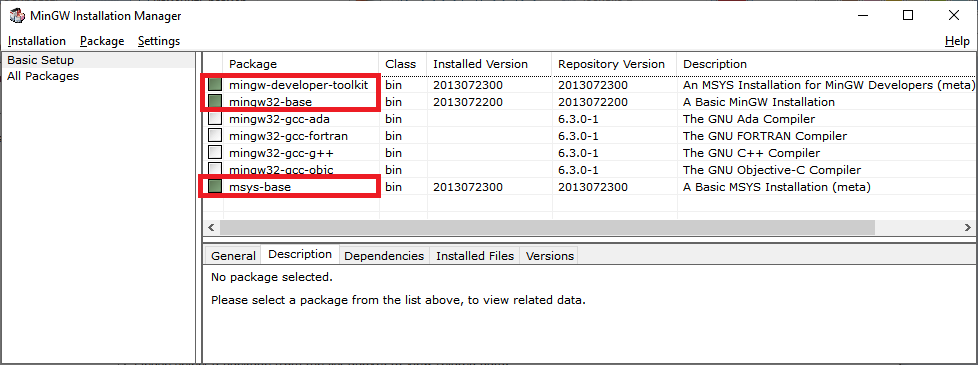 MinGW Installation Manager
Installation Package Settings Help
Basic Setup
All Packages
Package Class Installed Version Repository Version Description
mingw-developer-toolkit bin 2013072300 2013072300 An MSYS Installation for MinGW Developers (meta)
mingw32-base bin 2013072200 2013072200 A Basic MinGW Installation
mingw32-gcc-ada bin 6.3.0-1 The GNU Ada Compiler
mingw32-gcc-fortran bin 6.3.0-1 The GNU FORTRAN Compiler
mingw32-gcc-g++ bin 6.3.0-1 The GNU C++ Compiler
mingw32-gcc-objc bin 6.3.0-1 The GNU Objective-C Compiler
msys-base bin 2013072300 2013072300 A Basic MSYS Installation (meta)
General Description Dependencies Installed Files Versions
No package selected.
Please select a package from the list above, to view related data.